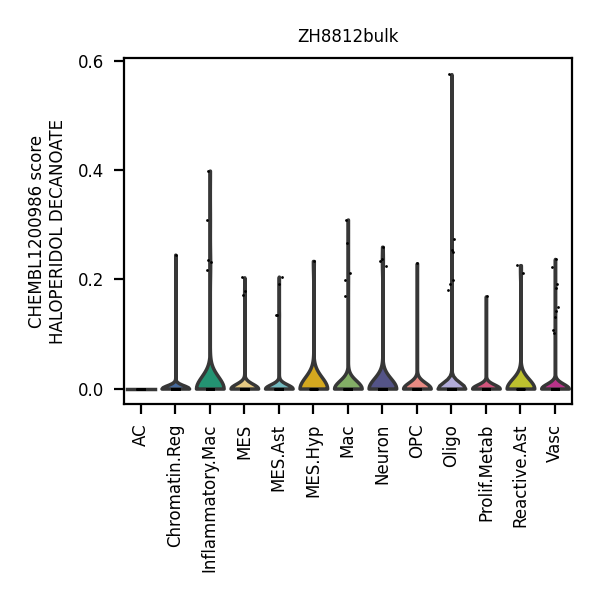 ZH8812bulk
CHEMBL1200986 score
HALOPERIDOL DECANOATE
0.6
0.4
0.2
0.0
AC
Chromatin.Reg
Inflammatory.Mac
MES
MES.Ast
MES.Hyp
Mac
Neuron
OPC
Oligo
Prolif.Metab
Reactive.Ast
Vasc